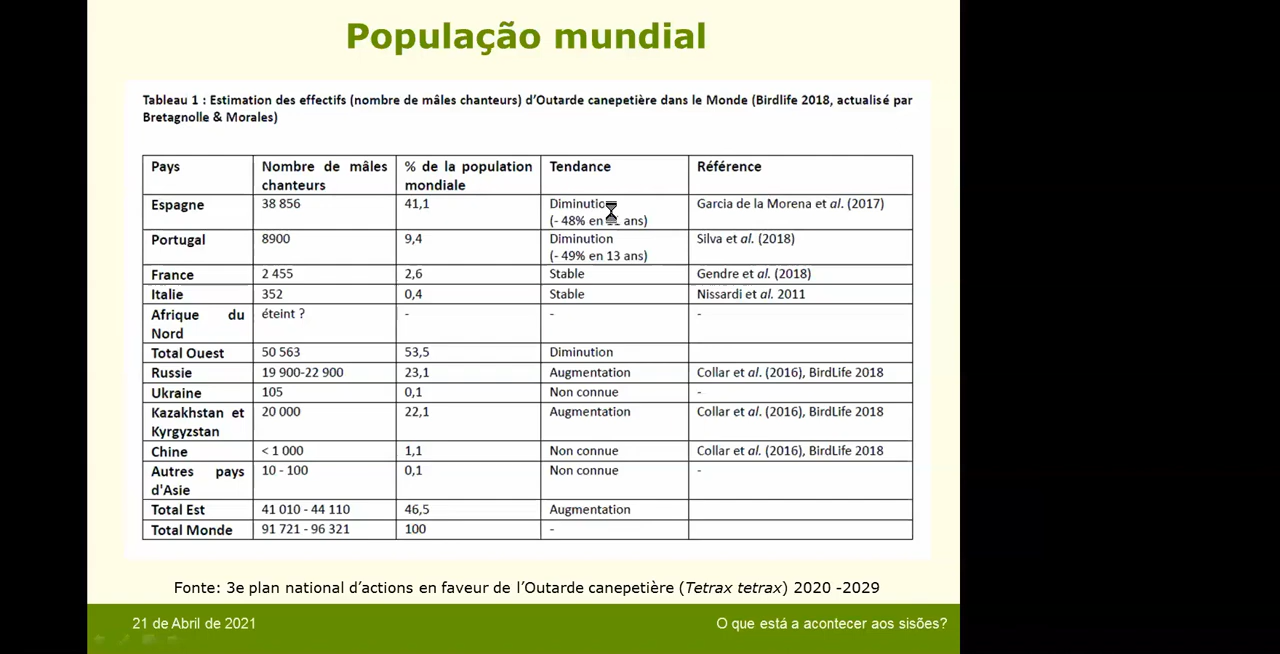 População mundial
Tableau 1 : Estimation des effectifs (nombre de mâles chanteurs) d'Outarde canepetière dans le Monde (Birdlife 2018, actualisé par
Bretagnolle & Morales)
Pays Nombre de mâles chanteurs % de la population mondiale Tendance Référence
Espagne 38 856 41,1 Diminution (- 48% en ans) Garcia de la Morena et al. (2017)
Portugal 8900 9,4 Diminution (- 49% en 13 ans) Silva et al. (2018)
France 2 455 2,6 Stable Gendre et al. (2018)
Italie 352 0,4 Stable Nissardi et al. 2011
Afrique du Nord éteint ? - - -
Total Ouest 50 563 53,5 Diminution
Russie 19 900-22 900 23,1 Augmentation Collar et al. (2016), BirdLife 2018
Ukraine 105 0,1 Non connue -
Kazakhstan et Kyrgyzstan 20 000 22,1 Augmentation Collar et al. (2016), BirdLife 2018
Chine < 1 000 1,1 Non connue Collar et al. (2016), BirdLife 2018
Autres pays d'Asie 10 - 100 0,1 Non connue -
Total Est 41 010 - 44 110 46,5 Augmentation
Total Monde 91 721 - 96 321 100 -
Fonte: 3e plan national d'actions en faveur de l'Outarde canepetière (Tetrax tetrax) 2020 -2029
21 de Abril de 2021 O que está a acontecer aos sisões?